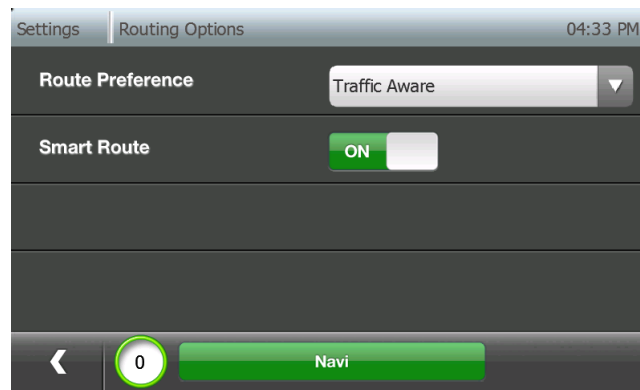 Settings Routing Options 04:33 PM
Route Preference Traffic Aware
Smart Route ON
0 Navi